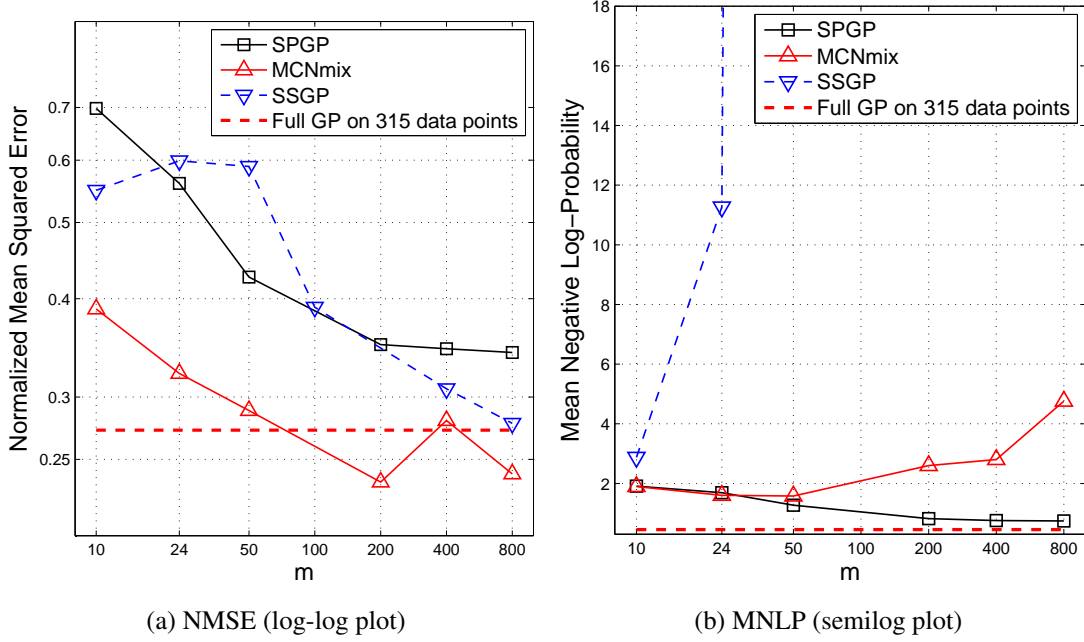 SPGP
MCNmix
SSGP
Full GP on 315 data points
Normalized Mean Squared Error
0.7
0.6
0.5
0.4
0.3
0.25
10 24 50 100 200 400 800
m
(a) NMSE (log-log plot)
SPGP
MCNmix
SSGP
Full GP on 315 data points
Mean Negative Log−Probability
18
16
14
12
10
8
6
4
2
10 24 50 100 200 400 800
m
(b) MNLP (semilog plot)